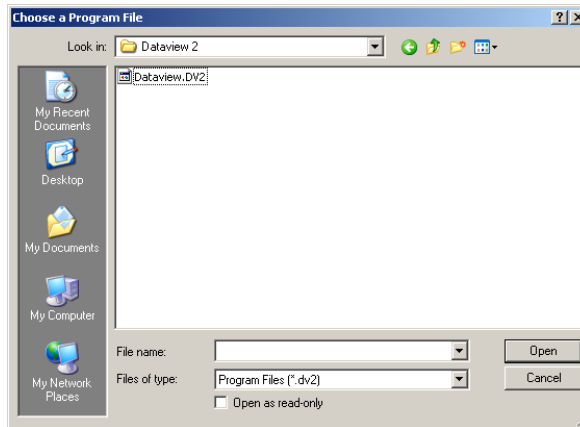 Choose a Program File
Look in: Dataview 2
Dataview.DV2
My Recent
Documents
Desktop
My Documents
My Computer
My Network
Places
File name:
Open
Files of type: Program Files (*.dv2)
Cancel
Open as read-only